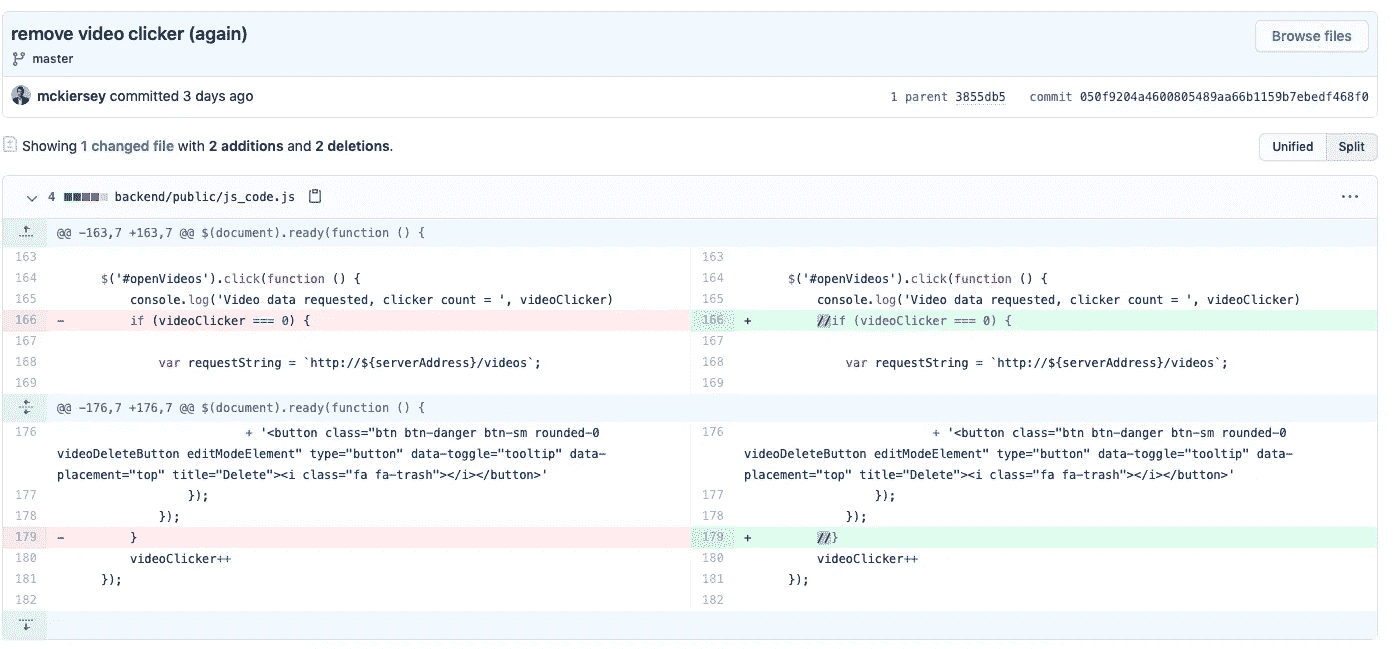 remove video clicker (again)
Browse files
master
mckiersey committed 3 days ago
1 parent 3855db5 commit 050f9204a4600805489aa66b1159b7ebedf468f0
Showing 1 changed file with 2 additions and 2 deletions.
Unified Split
4 backend/public/js_code.js
@@ -163,7 +163,7 @@ $(document).ready(function () {
163 163
164 $('#openVideos').click(function () { 164 $('#openVideos').click(function () {
165 console.log('Video data requested, clicker count = ', videoClicker) 165 console.log('Video data requested, clicker count = ', videoClicker)
166 - if (videoClicker === 0) { 166 + //if (videoClicker === 0) {
167 167
168 var requestString = `http://${serverAddress}/videos`; 168 var requestString = `http://${serverAddress}/videos`;
169 169
@@ -176,7 +176,7 @@ $(document).ready(function () {
176 + '<button class="btn btn-danger btn-sm rounded-0 176 + '<button class="btn btn-danger btn-sm rounded-0
videoDeleteButton editModeElement" type="button" data-toggle="tooltip" data- videoDeleteButton editModeElement" type="button" data-toggle="tooltip" data-
placement="top" title="Delete"><i class="fa fa-trash"></i></button>' placement="top" title="Delete"><i class="fa fa-trash"></i></button>'
177 }); 177 });
178 }); 178 });
179 - } 179 + //}
180 videoClicker++ 180 videoClicker++
181 }); 181 });
182 182